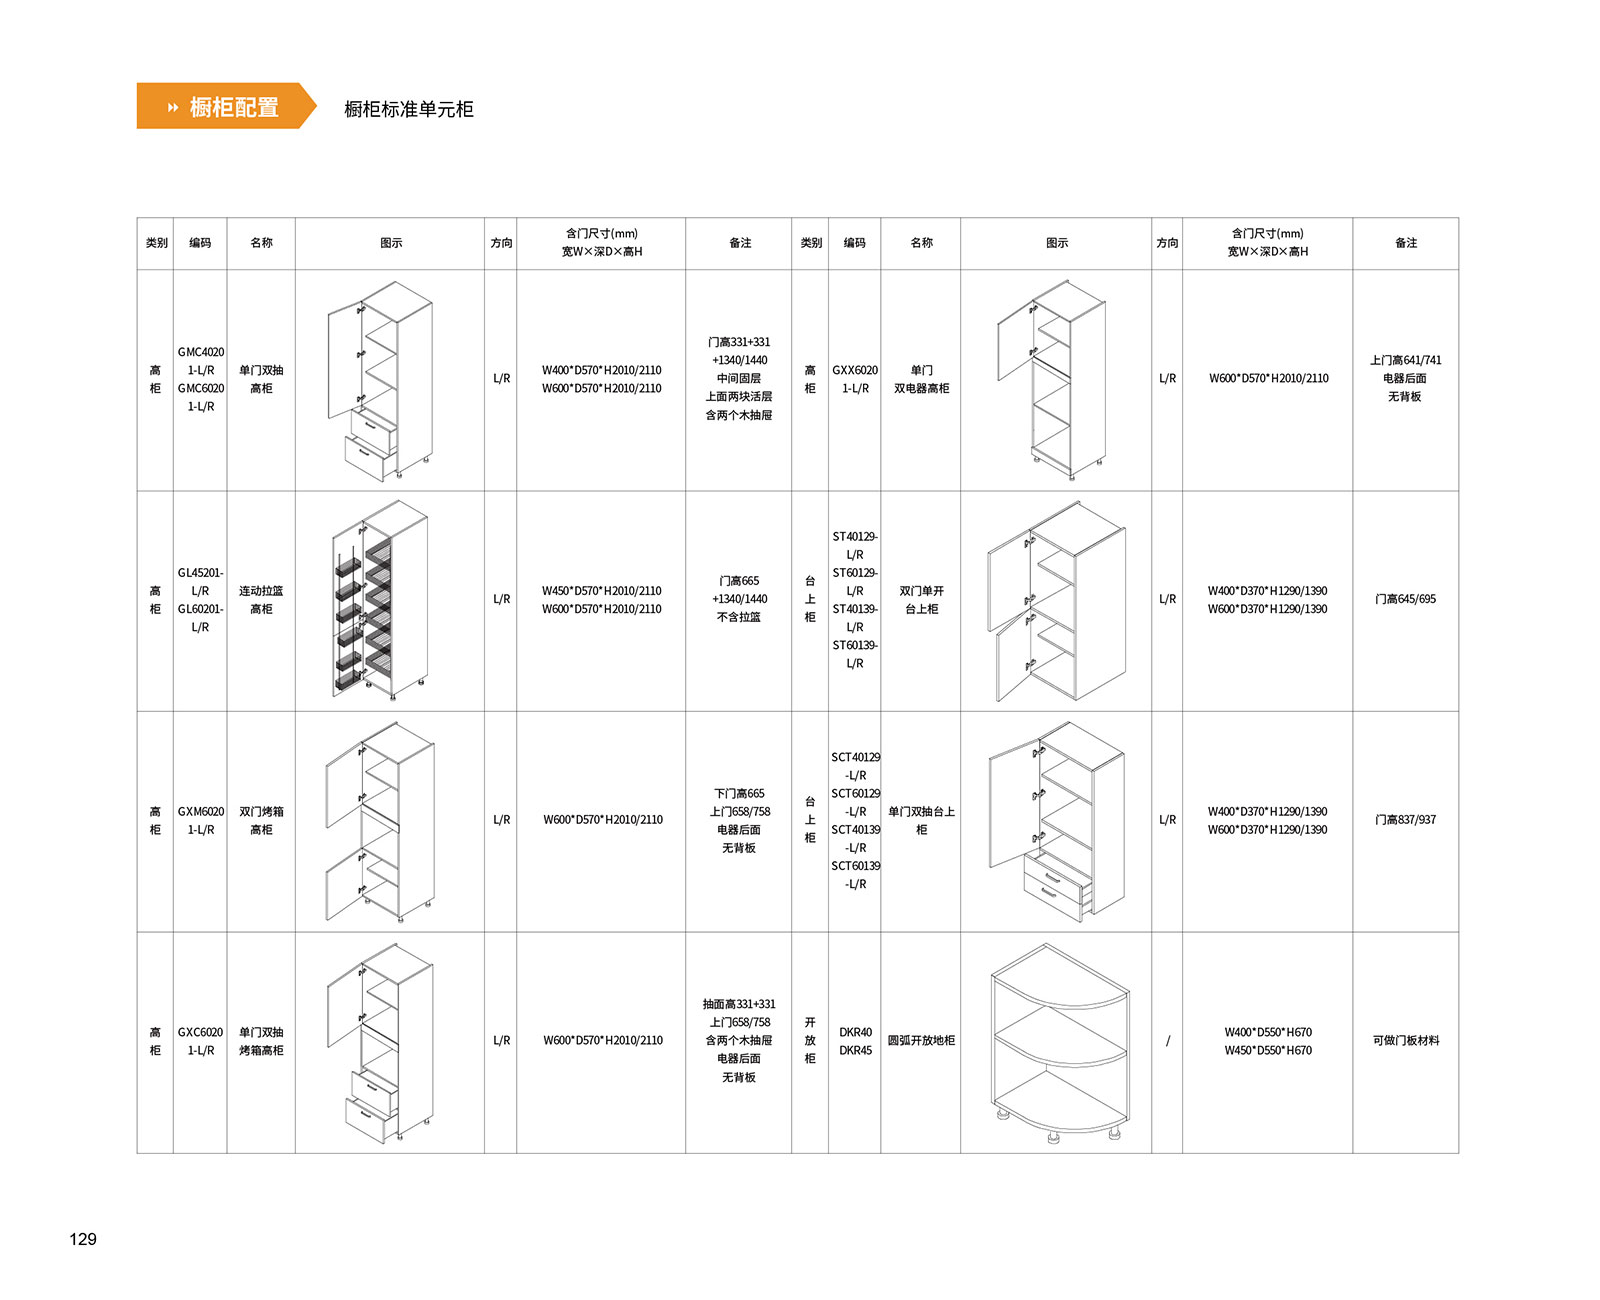 橱柜配置
橱柜标准单元柜
类别
编码
名称
图示
方向
含门尺寸(mm)
宽W×深D×高H
备注
类别
编码
名称
图示
方向
含门尺寸(mm)
宽W×深D×高H
备注
高
柜
GMC4020
1-L/R
GMC6020
1-L/R
单门双抽
高柜
L/R
W400*D570*H2010/2110
W600*D570*H2010/2110
门高331+331
+1340/1440
中间固层
上面两块活层
含两个木抽屉
高
柜
GXX6020
1-L/R
单门
双电器高柜
L/R
W600*D570*H2010/2110
上门高641/741
电器后面
无背板
高
柜
GL45201-
L/R
GL60201-
L/R
连动拉篮
高柜
L/R
W450*D570*H2010/2110
W600*D570*H2010/2110
门高665
+1340/1440
不含拉篮
台
上
柜
ST40129-
L/R
ST60129-
L/R
ST40139-
L/R
ST60139-
L/R
双门单开
台上柜
L/R
W400*D370*H1290/1390
W600*D370*H1290/1390
门高645/695
高
柜
GXM6020
1-L/R
双门烤箱
高柜
L/R
W600*D570*H2010/2110
下门高665
上门658/758
电器后面
无背板
台
上
柜
SCT40129
-L/R
SCT60129
-L/R
SCT40139
-L/R
SCT60139
-L/R
单门双抽台上
柜
L/R
W400*D370*H1290/1390
W600*D370*H1290/1390
门高837/937
高
柜
GXC6020
1-L/R
单门双抽
烤箱高柜
L/R
W600*D570*H2010/2110
抽面高331+331
上门658/758
含两个木抽屉
电器后面
无背板
开
放
柜
DKR40
DKR45
圆弧开放地柜
/
W400*D550*H670
W450*D550*H670
可做门板材料
129